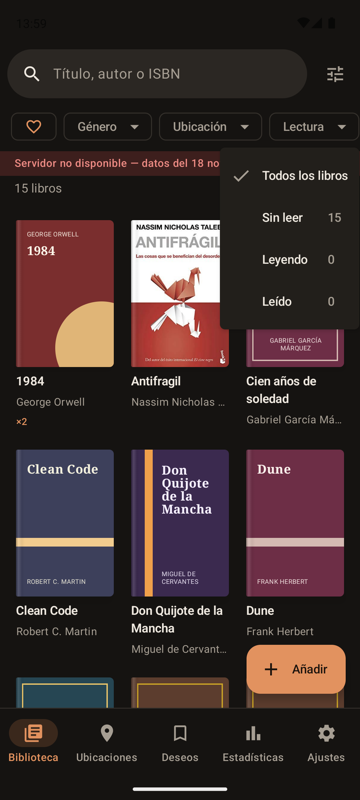 13:59
Título, autor o ISBN
Género
Ubicación
Lectura
Servidor no disponible — datos del 18 no
Todos los libros
Sin leer 15
Leyendo 0
Leído 0
15 libros
GEORGE ORWELL
1984
NASSIM NICHOLAS TALEB
ANTIFRÁGIL
Las cosas que se benefician del desorden
GABRIEL GARCÍA
MÁRQUEZ
1984
George Orwell
×2
Antifragil
Nassim Nicholas ...
Cien años de
soledad
Gabriel García Má...
Clean Code
ROBERT C. MARTIN
Don
Quijote
de la
Mancha
MIGUEL DE
CERVANTES
Dune
FRANK HERBERT
Clean Code
Robert C. Martin
Don Quijote de la
Mancha
Miguel de Cervant...
Dune
Frank Herbert
Añadir
Biblioteca
Ubicaciones
Deseos
Estadísticas
Ajustes